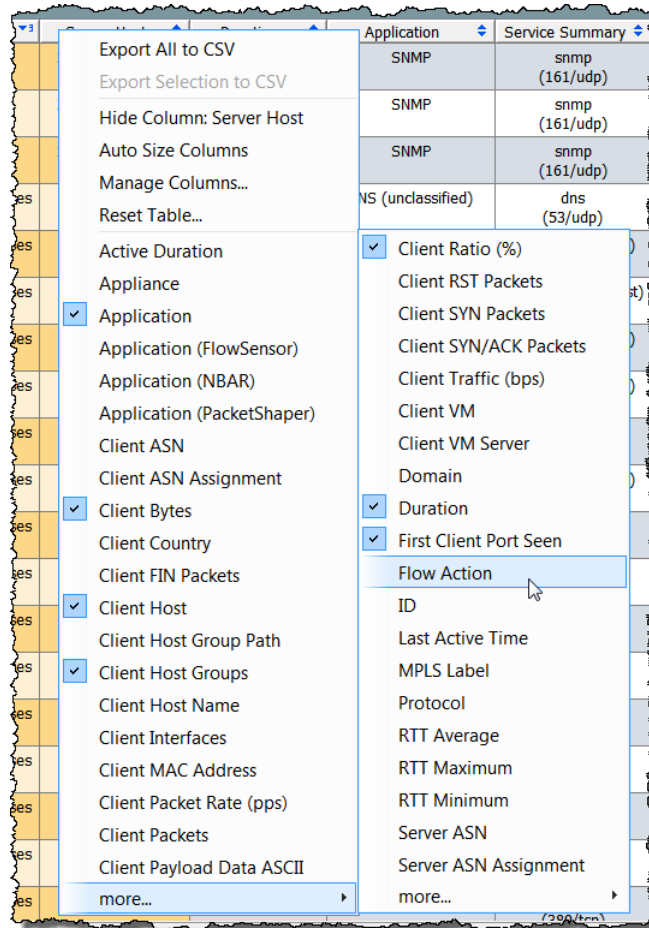 Application
Service Summary
SNMP
snmp
(161/udp)
SNMP
snmp
(161/udp)
SNMP
snmp
(161/udp)
NS (unclassified)
dns
(53/udp)
Export All to CSV
Export Selection to CSV
Hide Column: Server Host
Auto Size Columns
Manage Columns...
Reset Table...
Active Duration
Appliance
Application
Application (FlowSensor)
Application (NBAR)
Application (PacketShaper)
Client ASN
Client ASN Assignment
Client Bytes
Client Country
Client FIN Packets
Client Host
Client Host Group Path
Client Host Groups
Client Host Name
Client Interfaces
Client MAC Address
Client Packet Rate (pps)
Client Packets
Client Payload Data ASCII
more...
Client Ratio (%)
Client RST Packets
Client SYN Packets
Client SYN/ACK Packets
Client Traffic (bps)
Client VM
Client VM Server
Domain
Duration
First Client Port Seen
Flow Action
ID
Last Active Time
MPLS Label
Protocol
RTT Average
RTT Maximum
RTT Minimum
Server ASN
Server ASN Assignment
more...